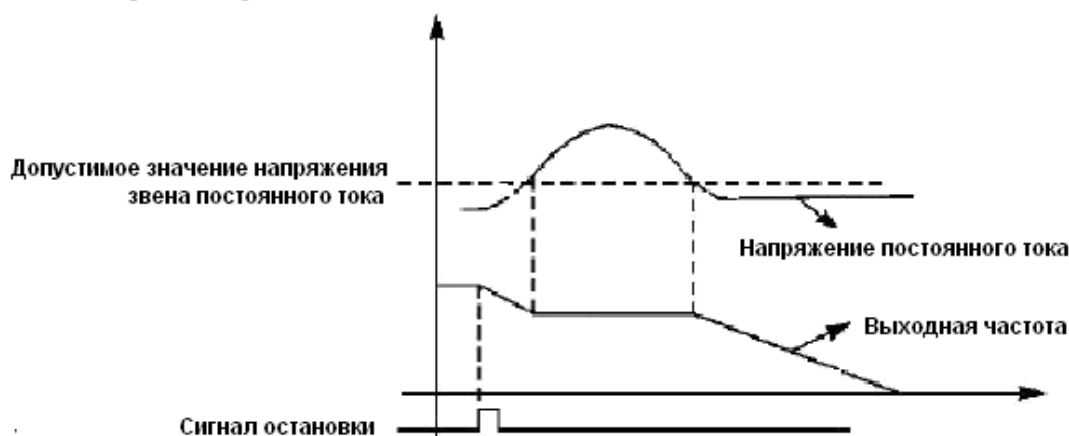 Допустимое значение напряжения
звена постоянного тока
Напряжение постоянного тока
Выходная частота
Сигнал остановки